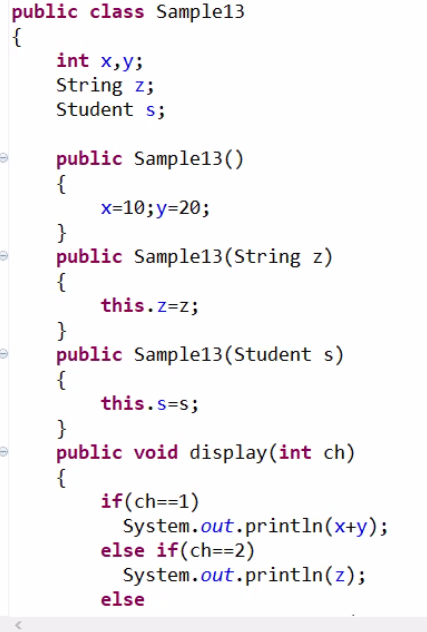 public class Sample13
{
    int x,y;
    String z;
    Student s;

    public Sample13()
    {
        x=10;y=20;
    }
    public Sample13(String z)
    {
        this.z=z;
    }
    public Sample13(Student s)
    {
        this.s=s;
    }
    public void display(int ch)
    {
        if(ch==1)
          System.out.println(x+y);
        else if(ch==2)
          System.out.println(z);
        else